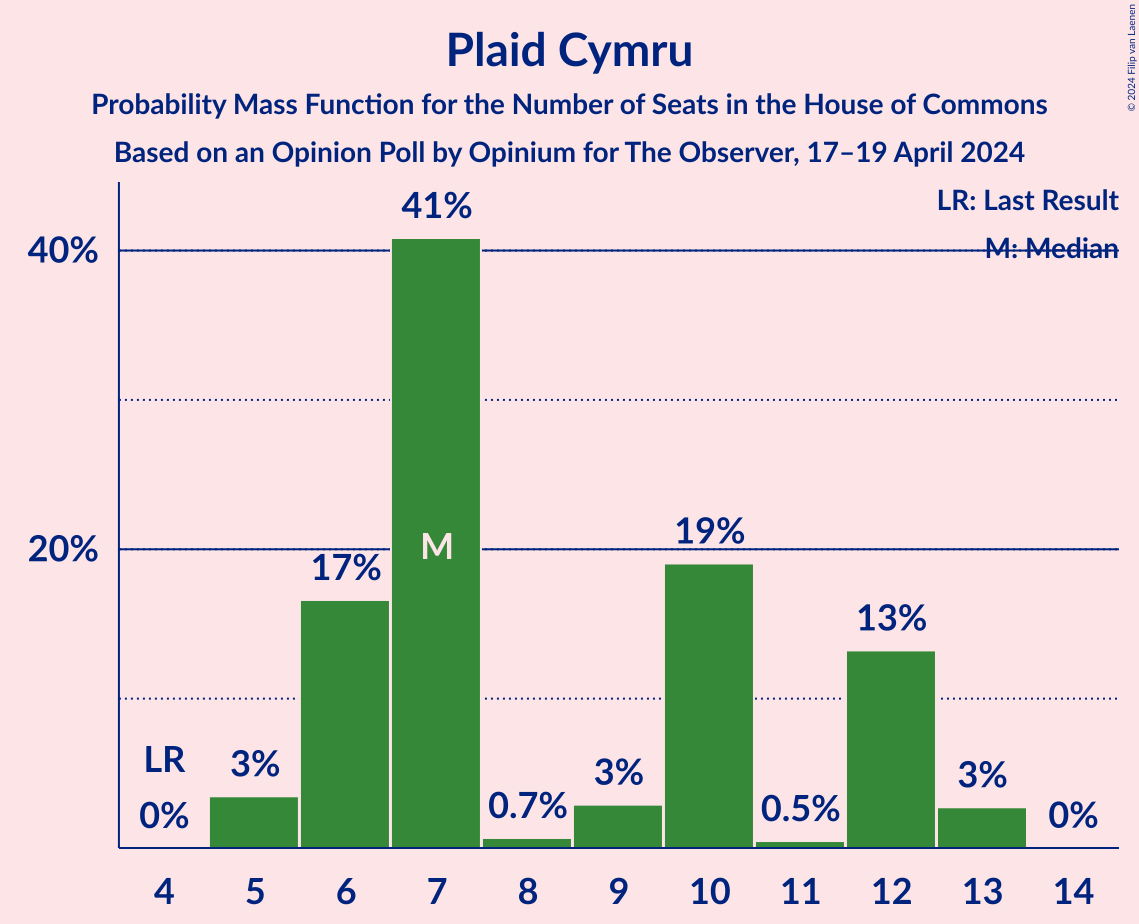 Plaid Cymru
Probability Mass Function for the Number of Seats in the House of Commons
Based on an Opinion Poll by Opinium for The Observer, 17–19 April 2024
© 2024 Filip van Laenen
LR: Last Result
M: Median
40%
20%
LR
0%
3%
17%
41%
M
0.7%
3%
19%
0.5%
13%
3%
0%
4 5 6 7 8 9 10 11 12 13 14